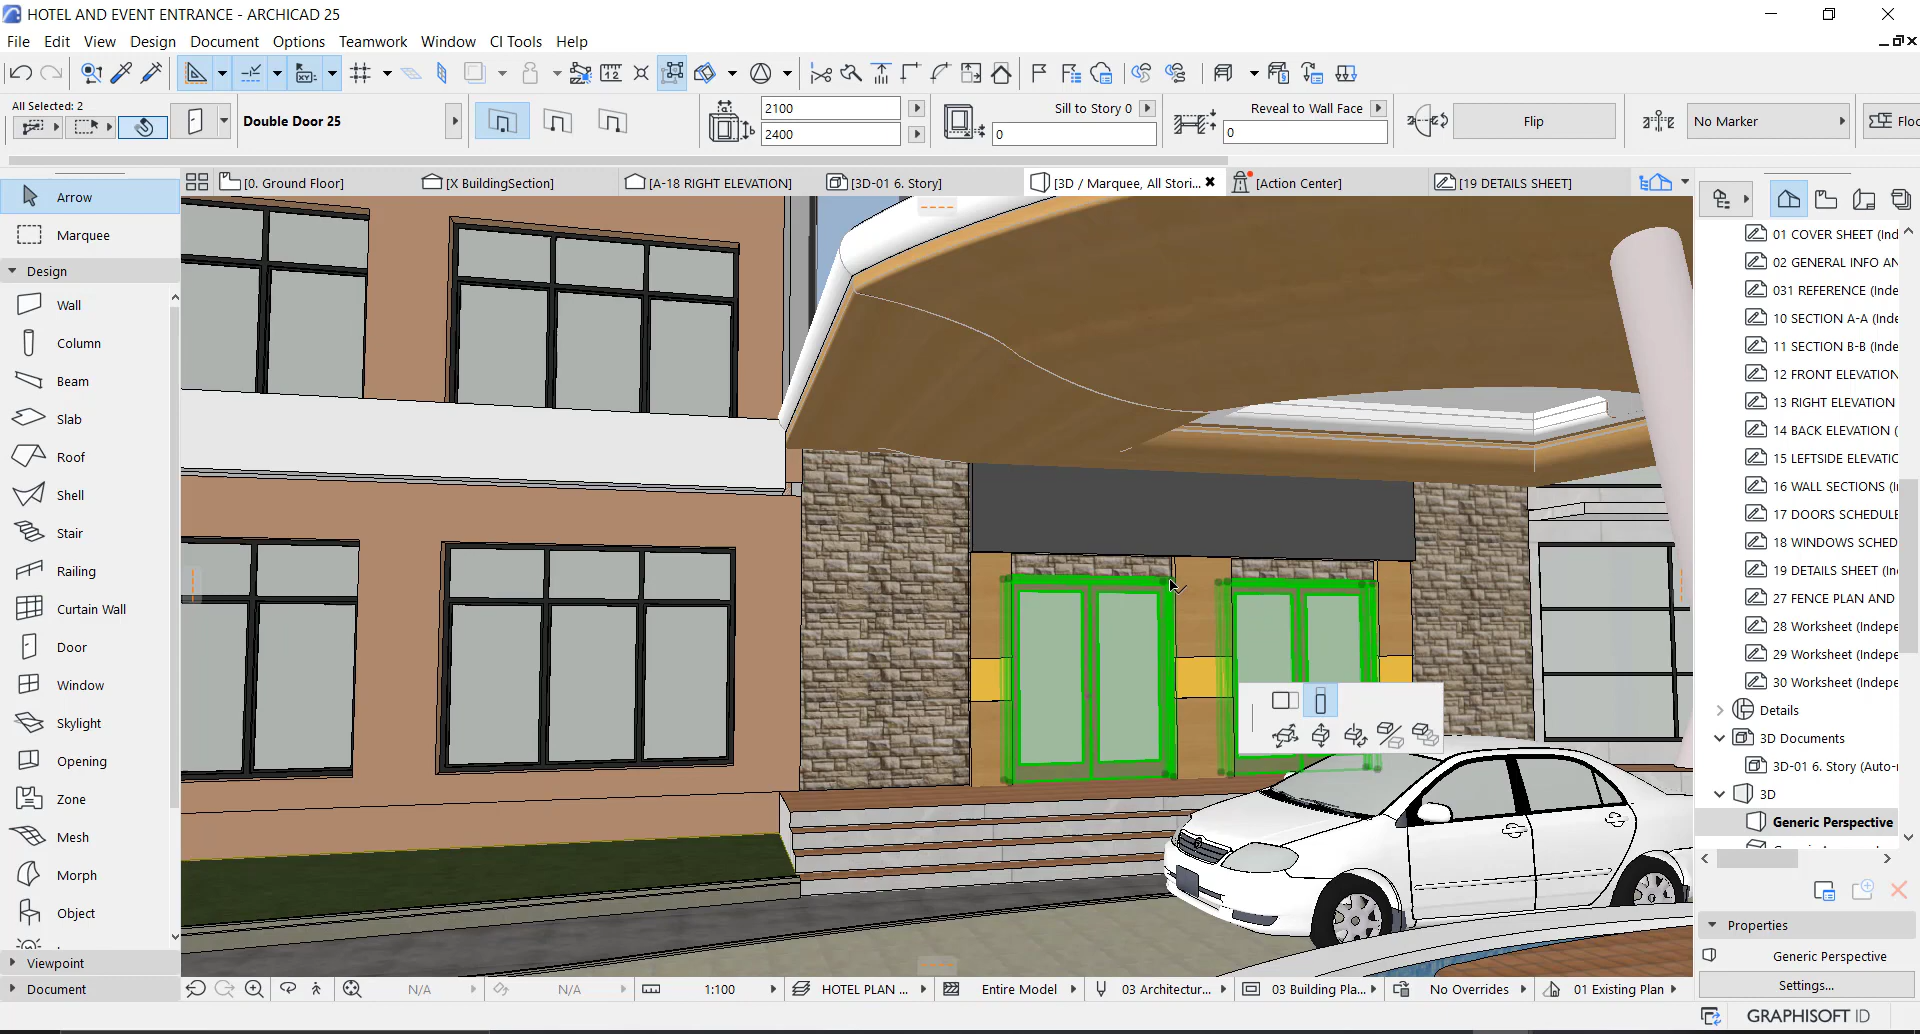 HOTEL AND EVENT ENTRANCE - ARCHICAD 25
File Edit View Design Document Options Teamwork Window CI Tools Help
All Selected: 2
Double Door 25
2100
2400
Sill to Story 0
0
Reveal to Wall Face
0
Flip
No Marker
Floo
[0. Ground Floor]
[X BuildingSection]
[A-18 RIGHT ELEVATION]
[3D-01 6. Story]
[3D / Marquee, All Stori...
[Action Center]
[19 DETAILS SHEET]
Arrow
Marquee
Design
Wall
Column
Beam
Slab
Roof
Shell
Stair
Railing
Curtain Wall
Door
Window
Skylight
Opening
Zone
Mesh
Morph
Object
Viewpoint
Document
01 COVER SHEET (Ind
02 GENERAL INFO AN
031 REFERENCE (Inde
10 SECTION A-A (Inde
11 SECTION B-B (Inde
12 FRONT ELEVATION
13 RIGHT ELEVATION
14 BACK ELEVATION (
15 LEFTSIDE ELEVATIO
16 WALL SECTIONS (I
17 DOORS SCHEDULE
18 WINDOWS SCHED
19 DETAILS SHEET (In
27 FENCE PLAN AND
28 Worksheet (Indepe
29 Worksheet (Indepe
30 Worksheet (Indepe
Details
3D Documents
3D-01 6. Story (Auto-r
3D
Generic Perspective
Properties
Generic Perspective
Settings...
N/A
N/A
1:100
HOTEL PLAN ...
Entire Model
03 Architectur...
03 Building Pla...
No Overrides
01 Existing Plan
GRAPHISOFT ID